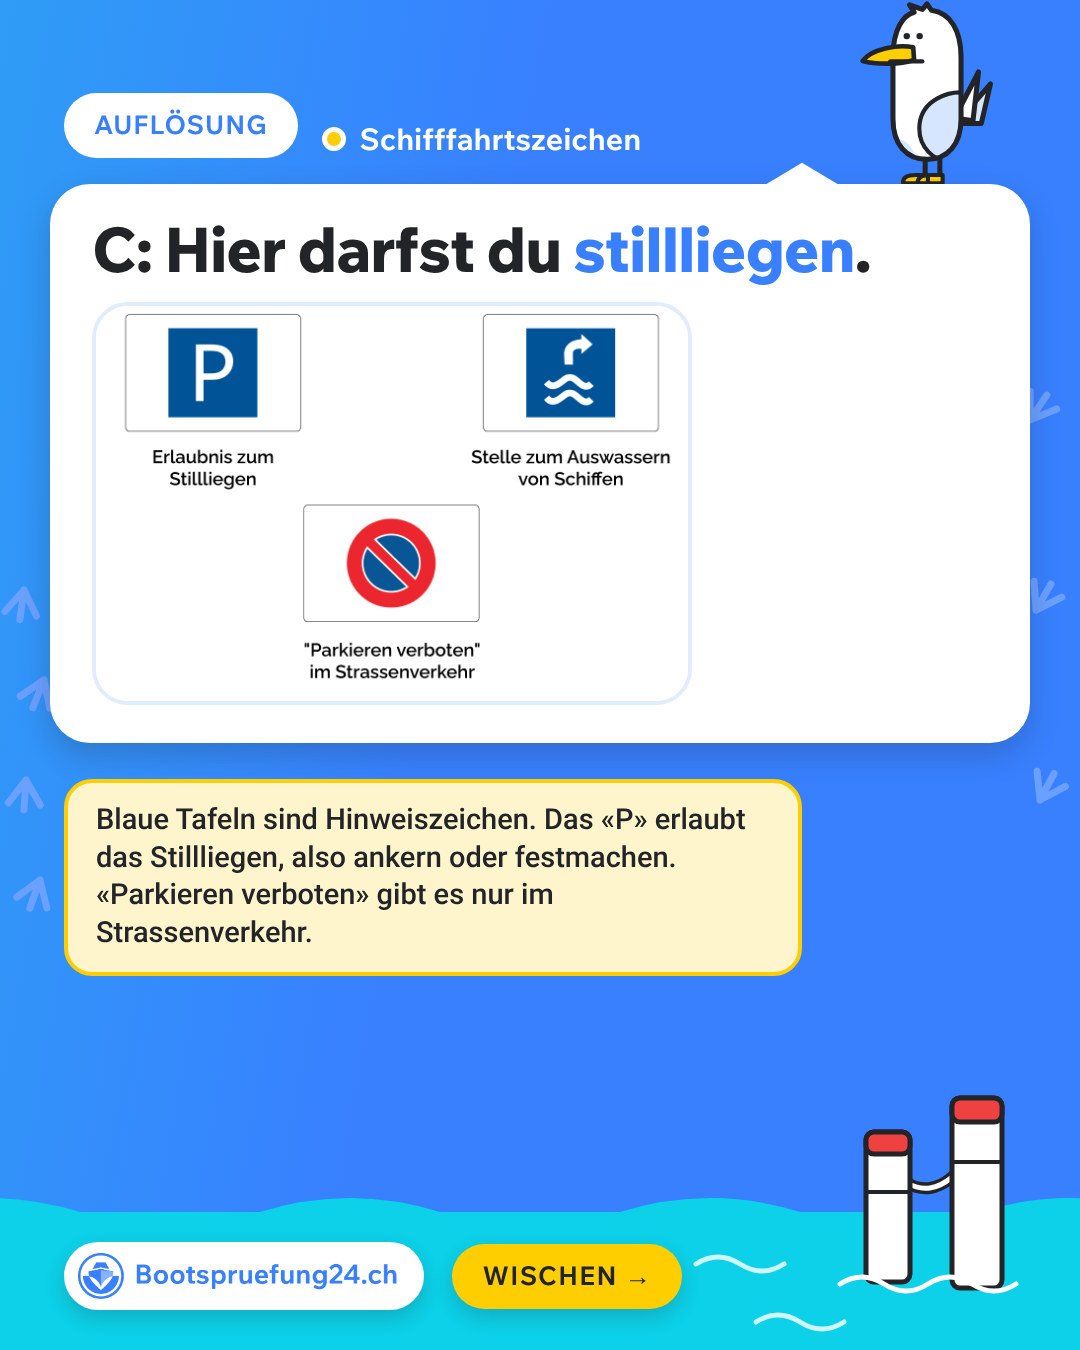 AUFLÖSUNG
Schifffahrtszeichen
C: Hier darfst du stillliegen.
P
Erlaubnis zum
Stillliegen
Stelle zum Auswassern
von Schiffen
"Parkieren verboten"
im Strassenverkehr
Blaue Tafeln sind Hinweiszeichen. Das «P» erlaubt
das Stillliegen, also ankern oder festmachen.
«Parkieren verboten» gibt es nur im
Strassenverkehr.
Bootspruefung24.ch
WISCHEN →